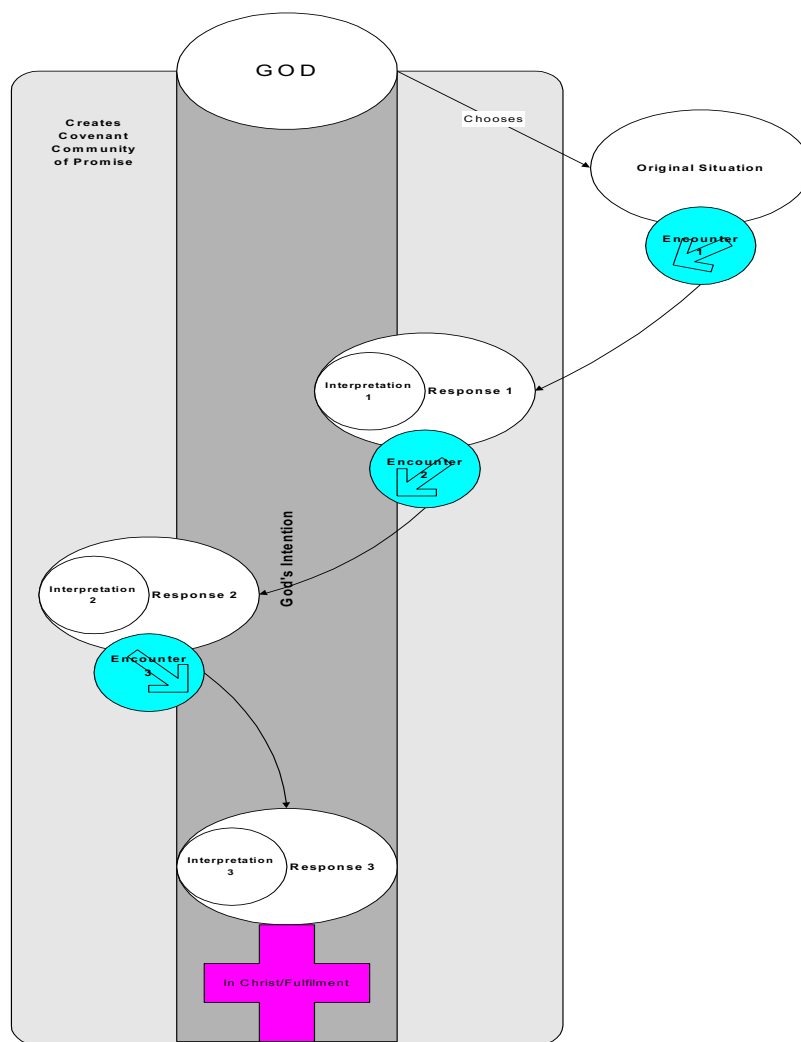 GOD
Creates
Covenant
Community
of Promise
Chooses
Original Situation
Encounter
1
Interpretation
1
Response 1
Encounter
2
God's Intention
Interpretation
2
Response 2
Encounter
3
Interpretation
3
Response 3
In Christ/Fulfilment